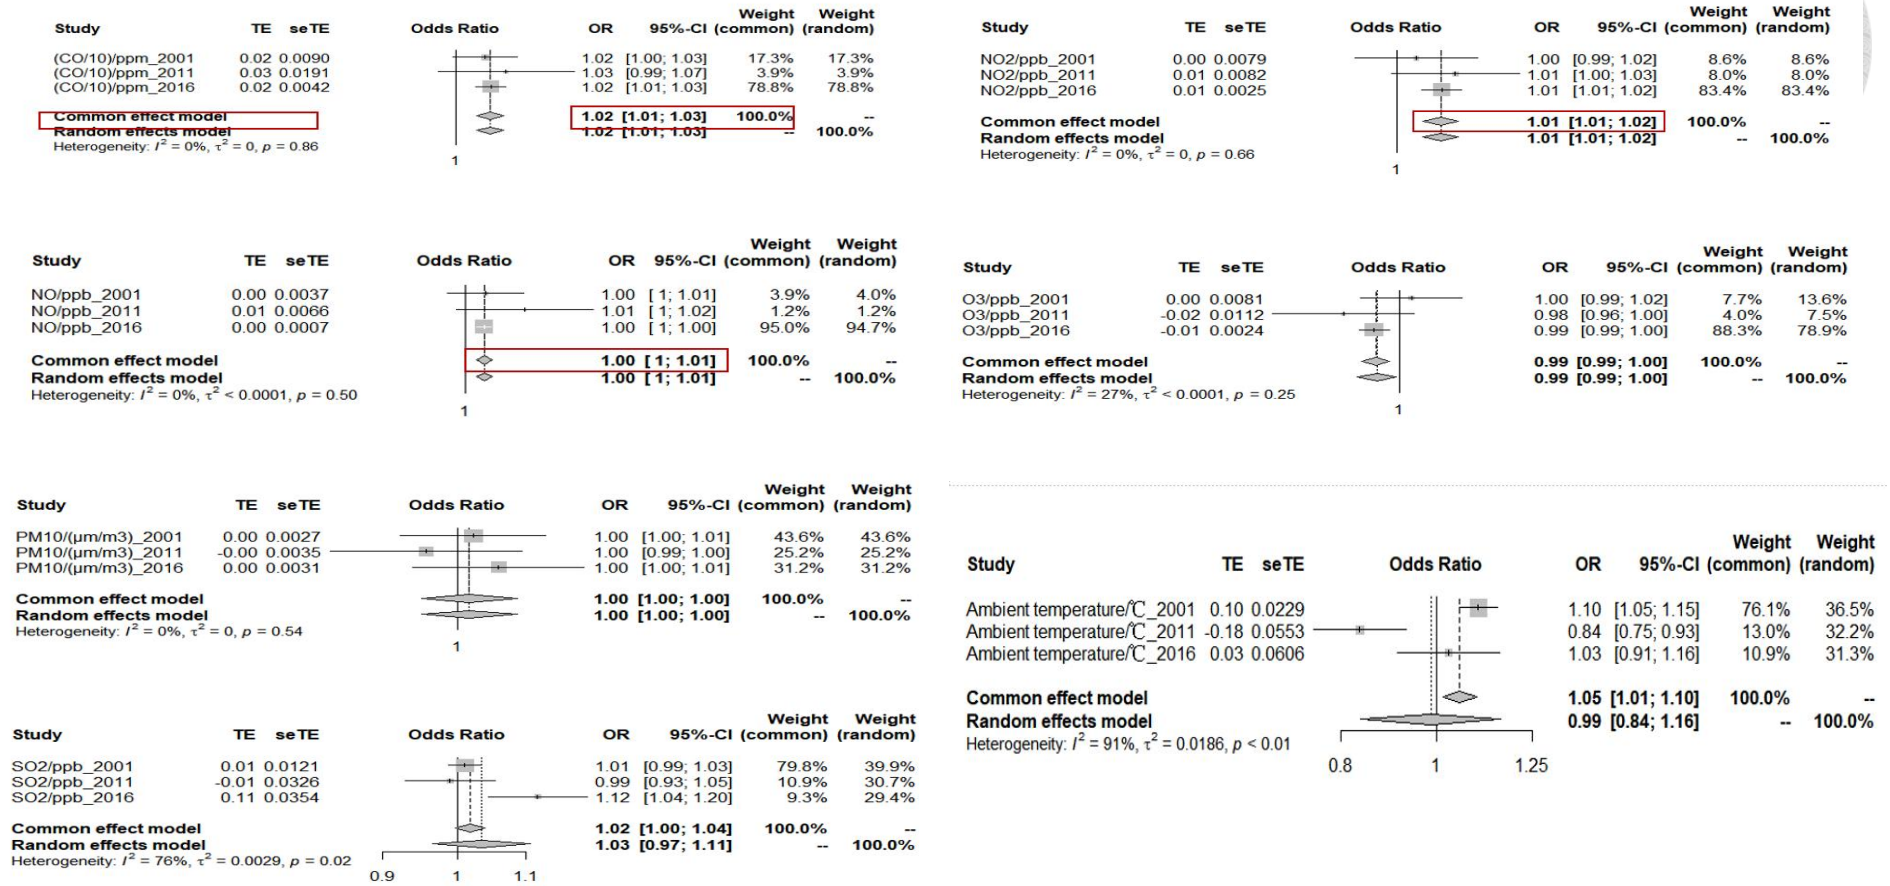 Weight Weight
Study TE seTE Odds Ratio OR 95%-CI (common) (random)
(CO/10)/ppm_2001 0.02 0.0090 1.02 [1.00; 1.03] 17.3% 17.3%
(CO/10)/ppm_2011 0.03 0.0191 1.03 [0.99; 1.07] 3.9% 3.9%
(CO/10)/ppm_2016 0.02 0.0042 1.02 [1.01; 1.03] 78.8% 78.8%
Common effect model 1.02 [1.01; 1.03] 100.0% --
Random effects model 1.02 [1.01; 1.03] -- 100.0%
Heterogeneity: I² = 0%, τ² = 0, p = 0.86
1
Weight Weight
Study TE seTE Odds Ratio OR 95%-CI (common) (random)
NO2/ppb_2001 0.00 0.0079 1.00 [0.99; 1.02] 8.6% 8.6%
NO2/ppb_2011 0.01 0.0082 1.01 [1.00; 1.03] 8.0% 8.0%
NO2/ppb_2016 0.01 0.0025 1.01 [1.01; 1.02] 83.4% 83.4%
Common effect model 1.01 [1.01; 1.02] 100.0% --
Random effects model 1.01 [1.01; 1.02] -- 100.0%
Heterogeneity: I² = 0%, τ² = 0, p = 0.66
1
Weight Weight
Study TE seTE Odds Ratio OR 95%-CI (common) (random)
NO/ppb_2001 0.00 0.0037 1.00 [ 1; 1.01] 3.9% 4.0%
NO/ppb_2011 0.01 0.0066 1.01 [ 1; 1.02] 1.2% 1.2%
NO/ppb_2016 0.00 0.0007 1.00 [ 1; 1.00] 95.0% 94.7%
Common effect model 1.00 [ 1; 1.01] 100.0% --
Random effects model 1.00 [ 1; 1.01] -- 100.0%
Heterogeneity: I² = 0%, τ² < 0.0001, p = 0.50
1
Weight Weight
Study TE seTE Odds Ratio OR 95%-CI (common) (random)
O3/ppb_2001 0.00 0.0081 1.00 [0.99; 1.02] 7.7% 13.6%
O3/ppb_2011 -0.02 0.0112 0.98 [0.96; 1.00] 4.0% 7.5%
O3/ppb_2016 -0.01 0.0024 0.99 [0.99; 1.00] 88.3% 78.9%
Common effect model 0.99 [0.99; 1.00] 100.0% --
Random effects model 0.99 [0.99; 1.00] -- 100.0%
Heterogeneity: I² = 27%, τ² < 0.0001, p = 0.25
1
Weight Weight
Study TE seTE Odds Ratio OR 95%-CI (common) (random)
PM10/(μm/m3)_2001 0.00 0.0027 1.00 [1.00; 1.01] 43.6% 43.6%
PM10/(μm/m3)_2011 -0.00 0.0035 1.00 [0.99; 1.00] 25.2% 25.2%
PM10/(μm/m3)_2016 0.00 0.0031 1.00 [1.00; 1.01] 31.2% 31.2%
Common effect model 1.00 [1.00; 1.00] 100.0% --
Random effects model 1.00 [1.00; 1.00] -- 100.0%
Heterogeneity: I² = 0%, τ² = 0, p = 0.54
1
Weight Weight
Study TE seTE Odds Ratio OR 95%-CI (common) (random)
Ambient temperature/℃_2001 0.10 0.0229 1.10 [1.05; 1.15] 76.1% 36.5%
Ambient temperature/℃_2011 -0.18 0.0553 0.84 [0.75; 0.93] 13.0% 32.2%
Ambient temperature/℃_2016 0.03 0.0606 1.03 [0.91; 1.16] 10.9% 31.3%
Common effect model 1.05 [1.01; 1.10] 100.0% --
Random effects model 0.99 [0.84; 1.16] -- 100.0%
Heterogeneity: I² = 91%, τ² = 0.0186, p < 0.01
0.8 1 1.25
Weight Weight
Study TE seTE Odds Ratio OR 95%-CI (common) (random)
SO2/ppb_2001 0.01 0.0121 1.01 [0.99; 1.03] 79.8% 39.9%
SO2/ppb_2011 -0.01 0.0326 0.99 [0.93; 1.05] 10.9% 30.7%
SO2/ppb_2016 0.11 0.0354 1.12 [1.04; 1.20] 9.3% 29.4%
Common effect model 1.02 [1.00; 1.04] 100.0% --
Random effects model 1.03 [0.97; 1.11] -- 100.0%
Heterogeneity: I² = 76%, τ² = 0.0029, p = 0.02
0.9 1 1.1